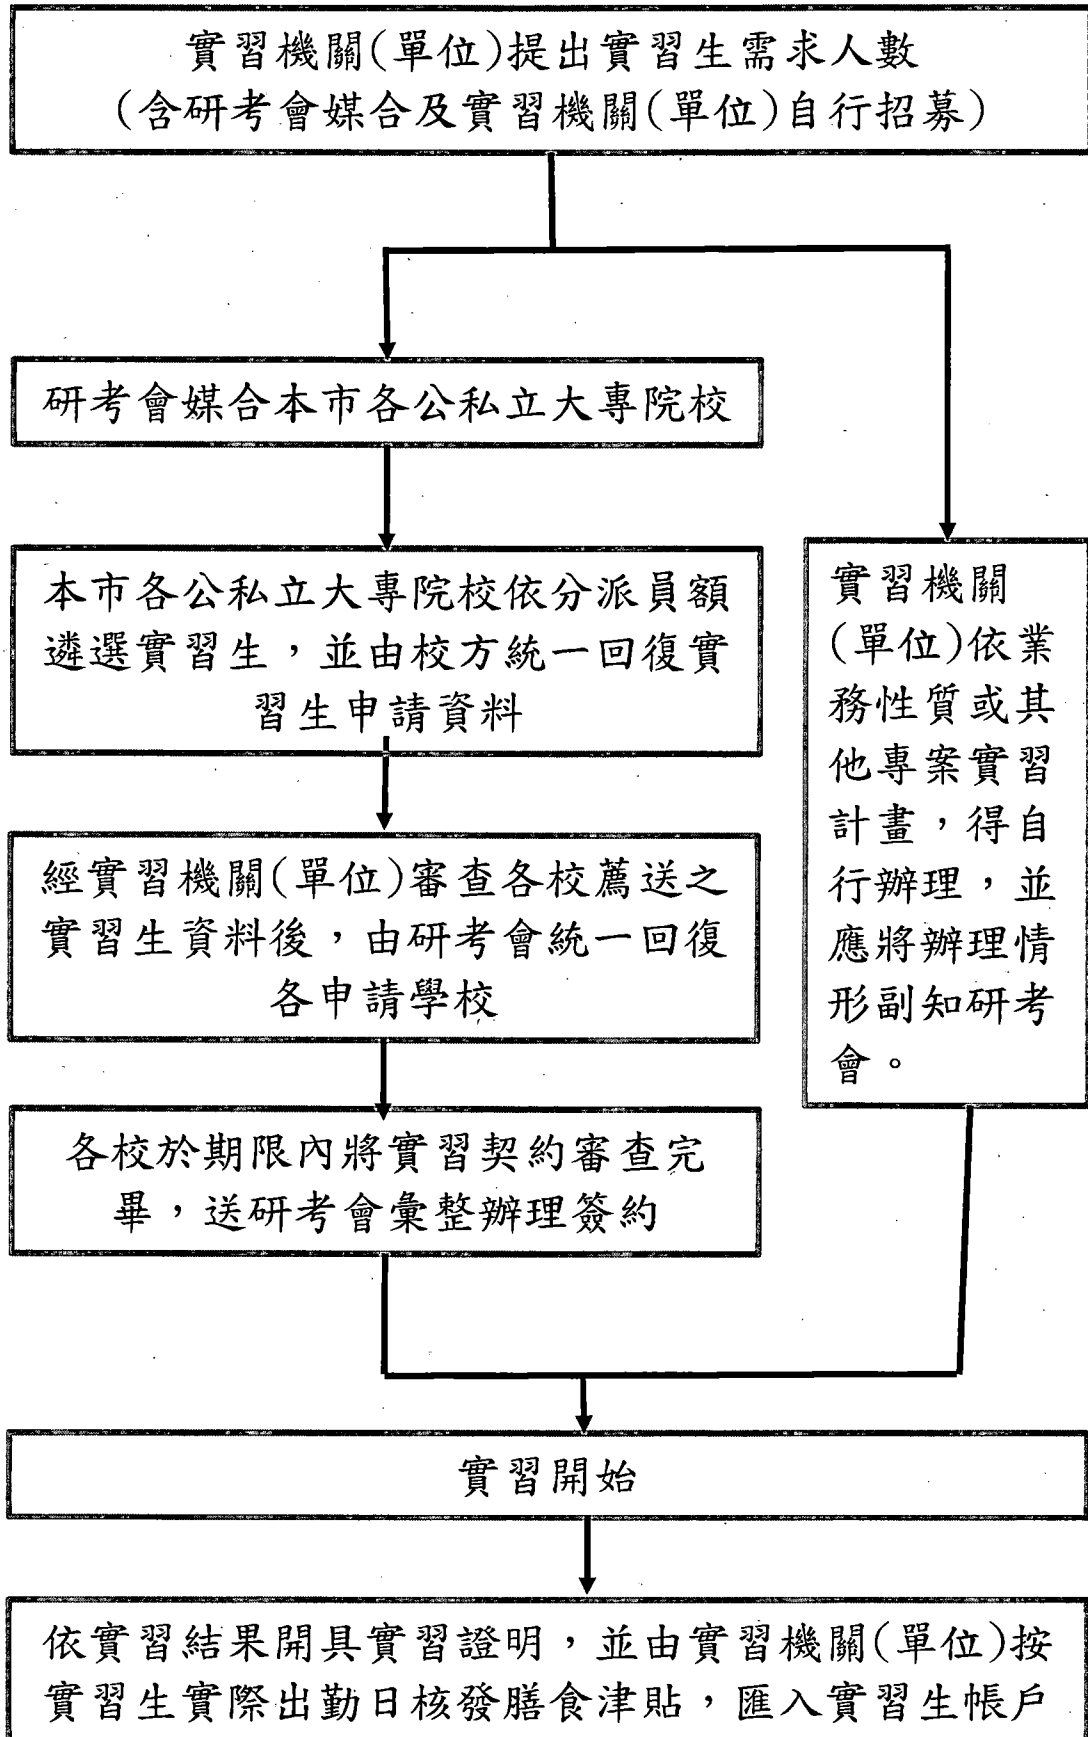 實習機關(單位)提出實習生需求人數
(含研考會媒合及實習機關(單位)自行招募)
研考會媒合本市各公私立大專院校
本市各公私立大專院校依分派員額
遴選實習生，並由校方統一回復實
習生申請資料
經實習機關(單位)審查各校薦送之
實習生資料後，由研考會統一回復
各申請學校
各校於期限內將實習契約審查完
畢，送研考會彙整辦理簽約
實習機關
(單位)依業
務性質或其
他專案實習
計畫，得自
行辦理，並
應將辦理情
形副知研考
會。
實習開始
依實習結果開具實習證明，並由實習機關(單位)按
實習生實際出勤日核發膳食津貼，匯入實習生帳戶